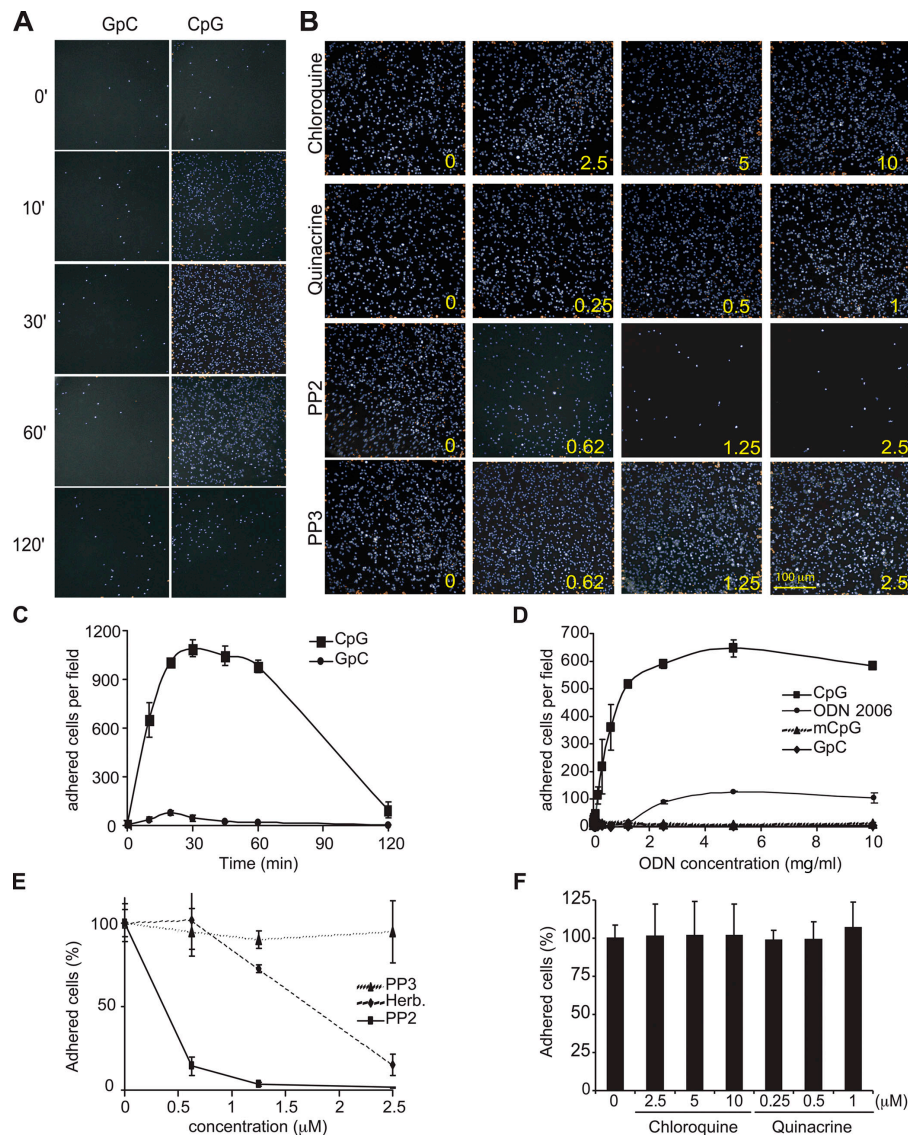 A
GpC CpG
0'
10'
30'
60'
120'
B
Chloroquine
0 2.5 5 10
Quinacrine
0 0.25 0.5 1
PP2
0 0.62 1.25 2.5
PP3
100 µm
0 0.62 1.25 2.5
C
adhered cells per field
1200
900
600
300
0
CpG
GpC
0 30 60 90 120
Time (min)
D
adhered cells per field
700
600
500
400
300
200
100
0
CpG
ODN 2006
mCpG
GpC
0 2 4 6 8 10
ODN concentration (mg/ml)
E
Adhered cells (%)
100
50
0
PP3
Herb.
PP2
0 0.5 1 1.5 2 2.5
concentration (µM)
F
Adhered cells (%)
125
100
75
50
25
0
0 2.5 5 10 0.25 0.5 1 (µM)
Chloroquine Quinacrine